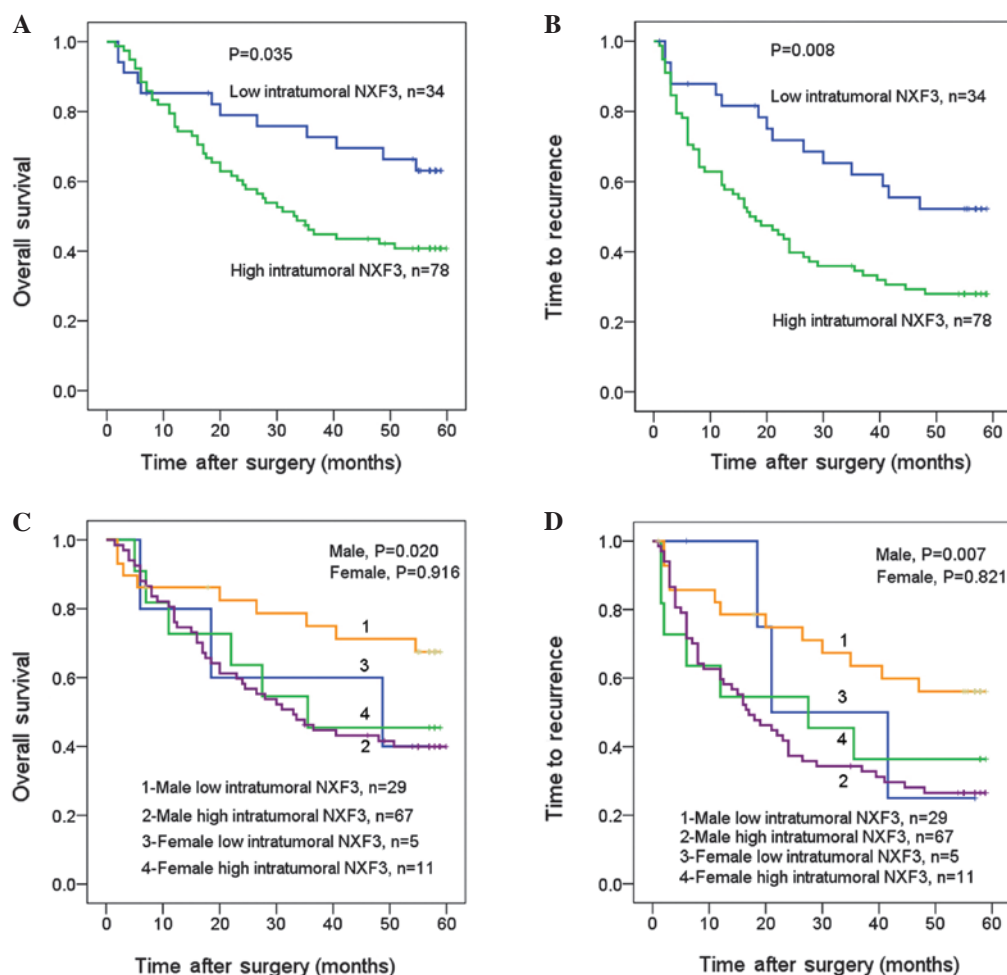 A
Overall survival
1.0
0.8
0.6
0.4
0.2
0.0
P=0.035
Low intratumoral NXF3, n=34
High intratumoral NXF3, n=78
0 10 20 30 40 50 60
Time after surgery (months)
B
Time to recurrence
1.0
0.8
0.6
0.4
0.2
0.0
P=0.008
Low intratumoral NXF3, n=34
High intratumoral NXF3, n=78
0 10 20 30 40 50 60
Time after surgery (months)
C
Overall survival
1.0
0.8
0.6
0.4
0.2
0.0
Male, P=0.020
Female, P=0.916
1
3
4
2
1-Male low intratumoral NXF3, n=29
2-Male high intratumoral NXF3, n=67
3-Female low intratumoral NXF3, n=5
4-Female high intratumoral NXF3, n=11
0 10 20 30 40 50 60
Time after surgery (months)
D
Time to recurrence
1.0
0.8
0.6
0.4
0.2
0.0
Male, P=0.007
Female, P=0.821
1
3
4
2
1-Male low intratumoral NXF3, n=29
2-Male high intratumoral NXF3, n=67
3-Female low intratumoral NXF3, n=5
4-Female high intratumoral NXF3, n=11
0 10 20 30 40 50 60
Time after surgery (months)